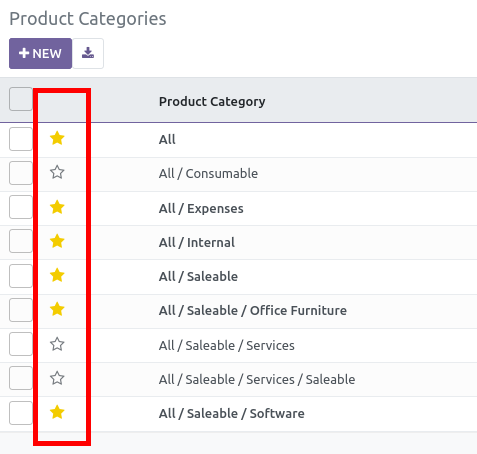 Product Categories
NEW
Product Category
All
All / Consumable
All / Expenses
All / Internal
All / Saleable
All / Saleable / Office Furniture
All / Saleable / Services
All / Saleable / Services / Saleable
All / Saleable / Software